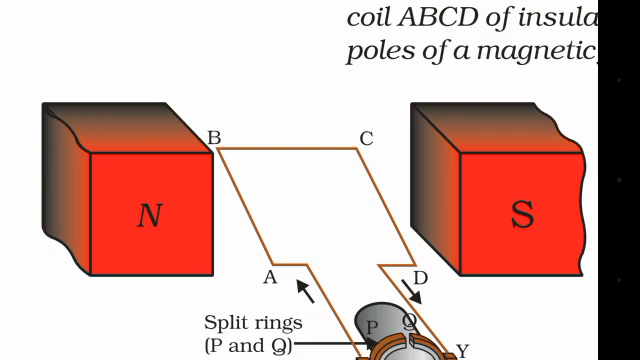 coil ABCD of insula
poles of a magnetic
B
C
N
S
A
D
Split rings
(P and Q)
P
Q
Y